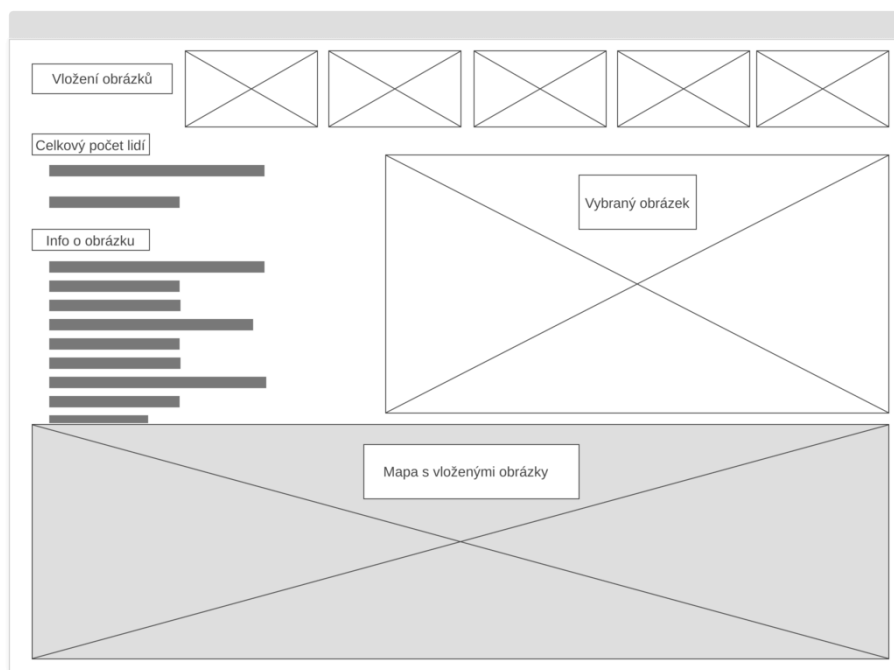 Vložení obrázků
Celkový počet lidí
Vybraný obrázek
Info o obrázku
Mapa s vloženými obrázky